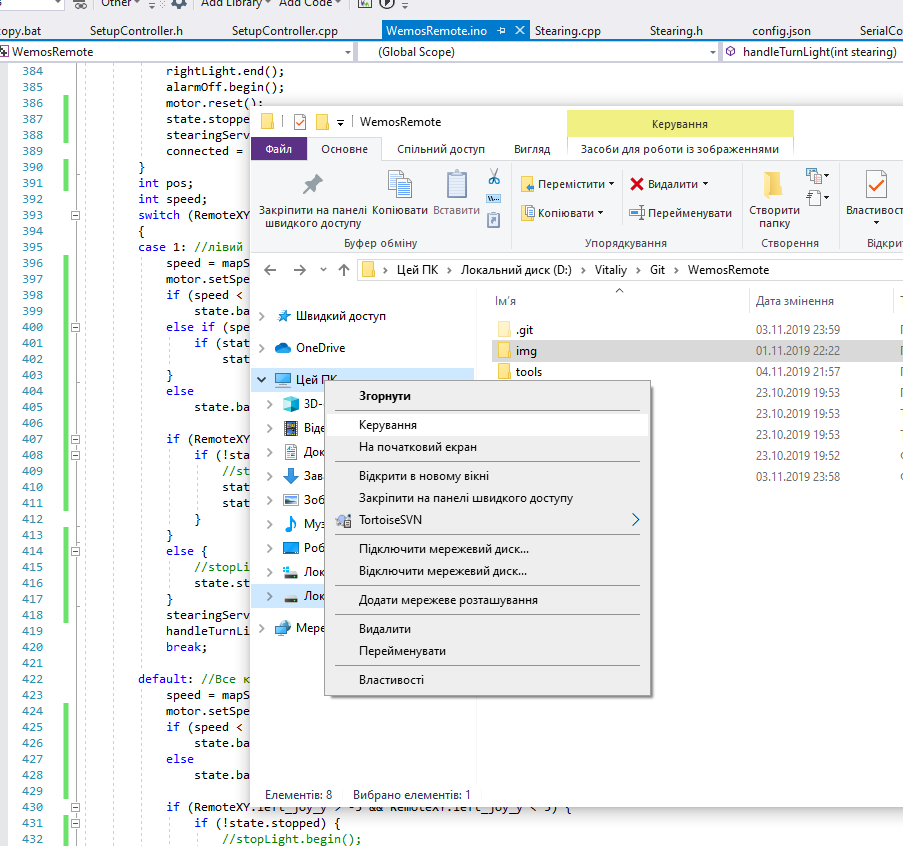 Other
Add Library
Add Code
opy.bat
SetupController.h
SetupController.cpp
WemosRemote.ino
Stearing.cpp
Stearing.h
config.json
SerialCo
WemosRemote
(Global Scope)
handleTurnLight(int stearing)
384 rightLight.end();
385 alarmOff.begin();
386 motor.reset();
387 state.stoppe
388 stearingServ
389 connected =
390 }
391 int pos;
392 int speed;
393 switch (RemoteXY
394 {
395 case 1: //лівий
396 speed = mapS
397 motor.setSpe
398 if (speed <
399 state.ba
400 else if (spe
401 if (stat
402 stat
403 }
404 else
405 state.ba
406
407 if (RemoteXY
408 if (!sta
409 //st
410 stat
411 stat
412 }
413 }
414 else {
415 //stopLi
416 state.st
417 }
418 stearingServ
419 handleTurnLi
420 break;
421
422 default: //Все к
423 speed = mapS
424 motor.setSpe
425 if (speed <
426 state.ba
427 else
428 state.ba
429
430 if (RemoteXY.left_joy_y > -5 && RemoteXY.left_joy_y < 5) {
431 if (!state.stopped) {
432 //stopLight.begin();
WemosRemote
Керування
Файл
Основне
Спільний доступ
Вигляд
Засоби для роботи із зображеннями
Закріпити на панелі
швидкого доступу
Копіювати
Вставити
Буфер обміну
Перемістити
Копіювати
Видалити
Перейменувати
Упорядкування
Створити
папку
Створення
Властивост
Відкри
Цей ПК
Локальний диск (D:)
Vitaliy
Git
WemosRemote
Швидкий доступ
OneDrive
Цей ПК
3D-
Віде
Док
Зав
Зоб
Муз
Роб
Лок
Лок
Мере
Ім'я
Дата змінення
.git 03.11.2019 23:59
img 01.11.2019 22:22
tools 04.11.2019 21:57
23.10.2019 19:53
23.10.2019 19:53
23.10.2019 19:53
23.10.2019 19:52
03.11.2019 23:58
Згорнути
Керування
На початковий екран
Відкрити в новому вікні
Закріпити на панелі швидкого доступу
TortoiseSVN
Підключити мережевий диск...
Відключити мережевий диск...
Додати мережеве розташування
Видалити
Перейменувати
Властивості
Елементів: 8
Вибрано елементів: 1